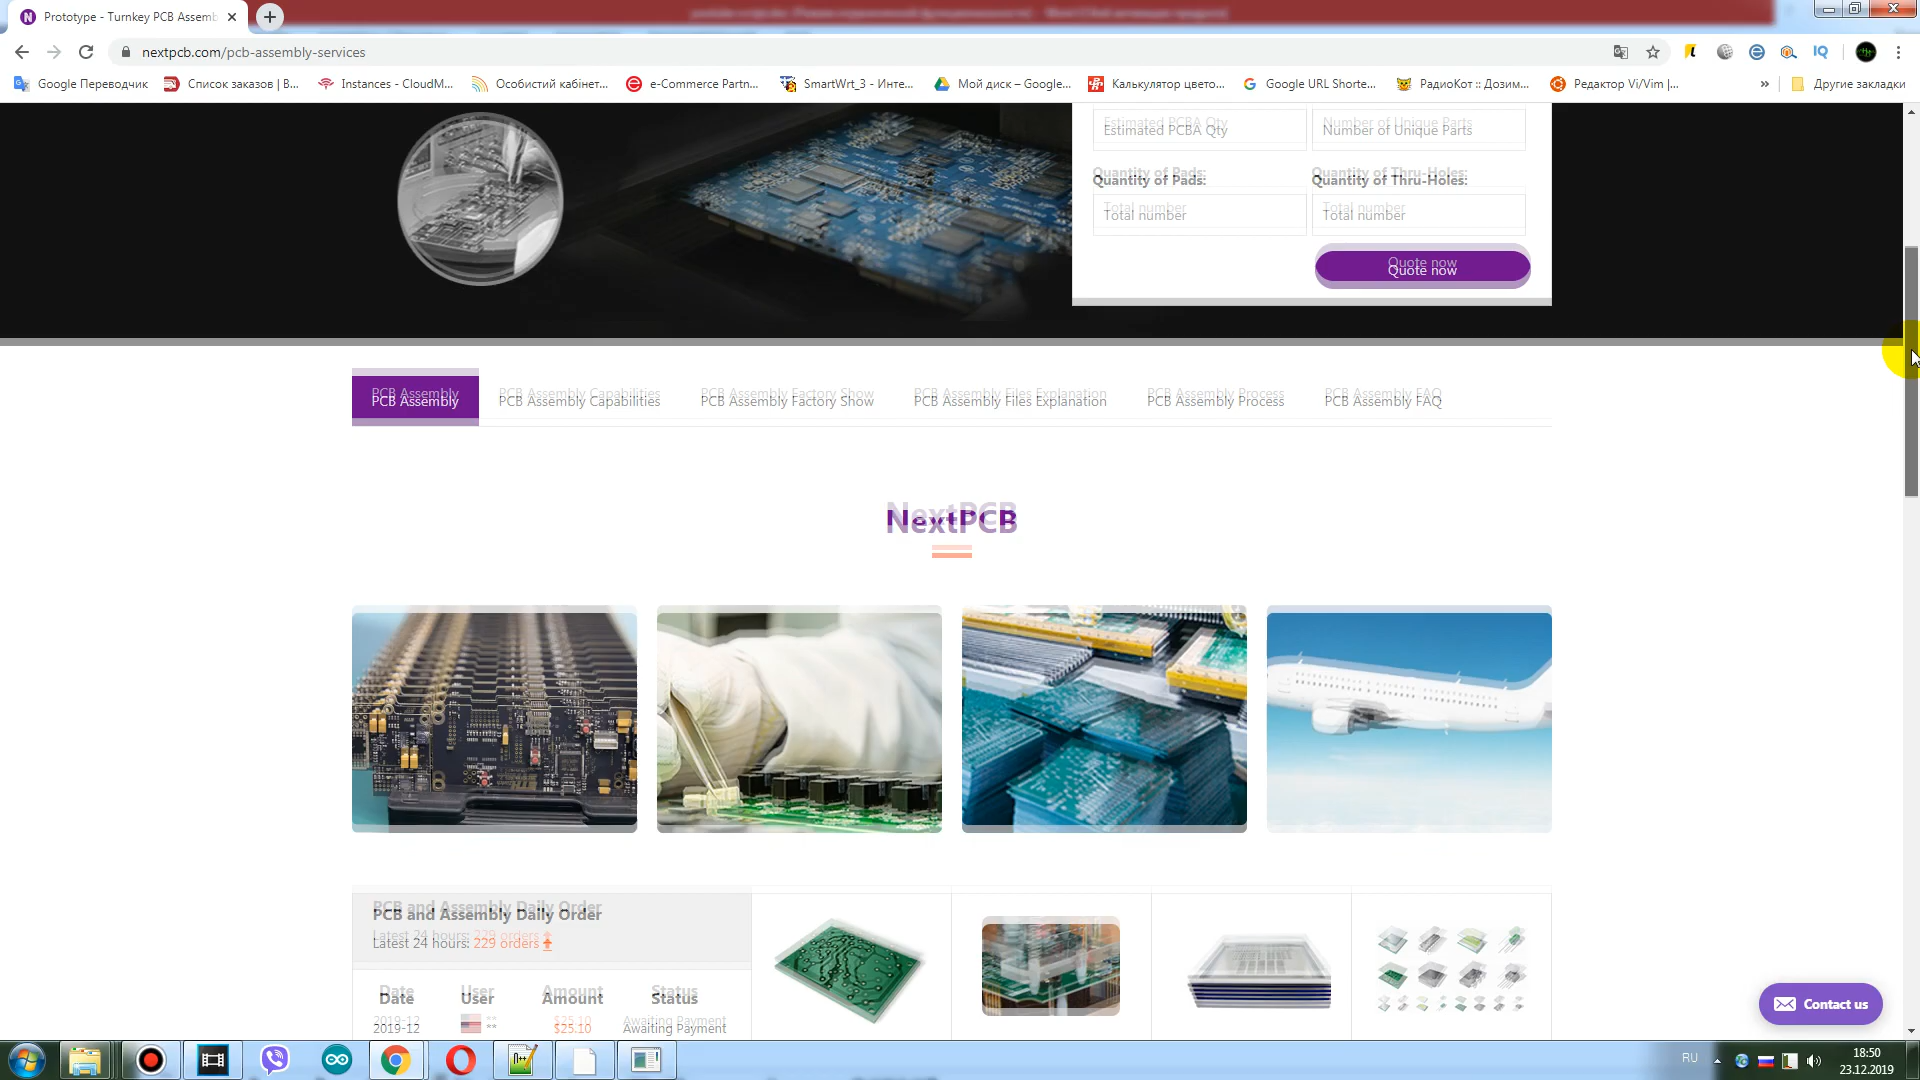 Prototype - Turnkey PCB Assemb
nextpcb.com/pcb-assembly-services
Google Переводчик
Список заказов | B...
Instances - CloudM...
Особистий кабінет...
e-Commerce Partn...
SmartWrt_3 - Инте...
Мой диск – Google...
Калькулятор цвето...
Google URL Shorte...
РадиоКот :: Дозим...
Редактор Vi/Vim |...
»
Другие закладки
Estimated PCBA Qty
Number of Unique Parts
Quantity of Pads:
Quantity of Thru-Holes:
Total number
Total number
Quote now
PCB Assembly
PCB Assembly Capabilities
PCB Assembly Factory Show
PCB Assembly Files Explanation
PCB Assembly Process
PCB Assembly FAQ
NextPCB
PCB and Assembly Daily Order
Latest 24 hours: 229 orders
Date
User
Amount
Status
2019-12
**
$25.10
Awaiting Payment
Contact us
RU
18:50
23.12.2019